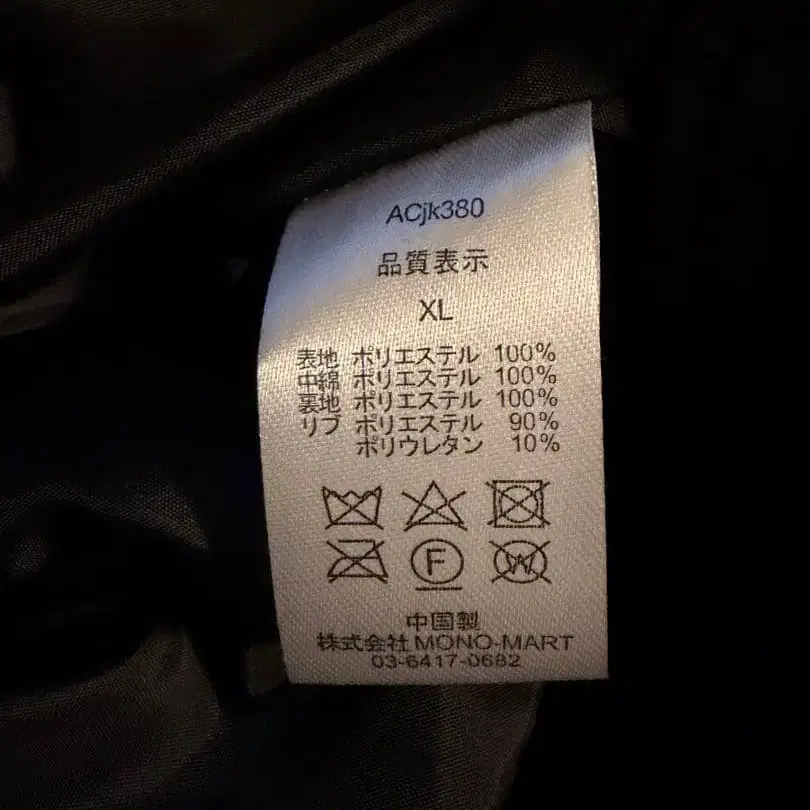 ACjk380
品質表示
XL
表地 ポリエステル 100%
中綿 ポリエステル 100%
裏地 ポリエステル 100%
リブ ポリエステル 90%
ポリウレタン 10%
F
W
中国製
株式会社 MONO-MART
03-6417-0682